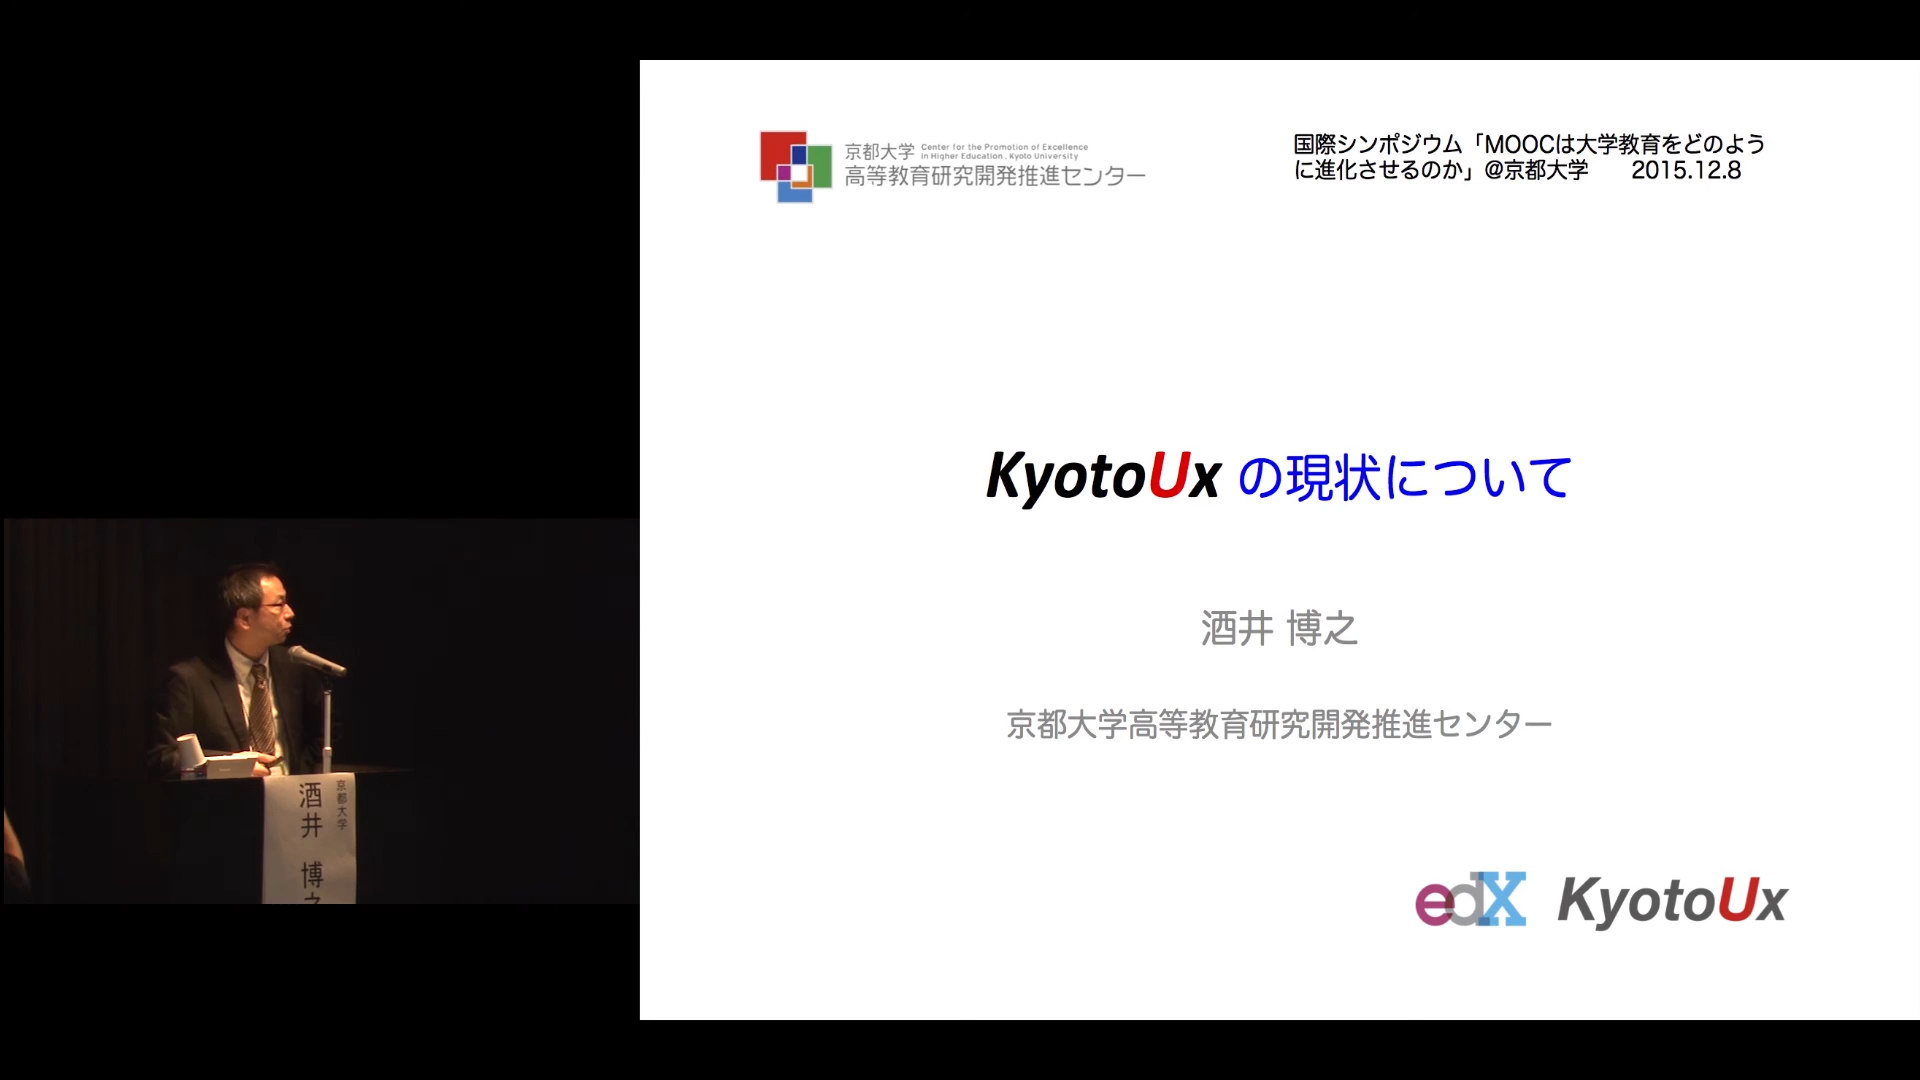 京都大学 Center for the Promotion of Excellence
in Higher Education, Kyoto University
高等教育研究開発推進センター
国際シンポジウム「MOOCは大学教育をどのよう
に進化させるのか」@京都大学 2015.12.8
KyotoUx の現状について
酒井 博之
京都大学高等教育研究開発推進センター
edX KyotoUx
京都大学
酒井 博之